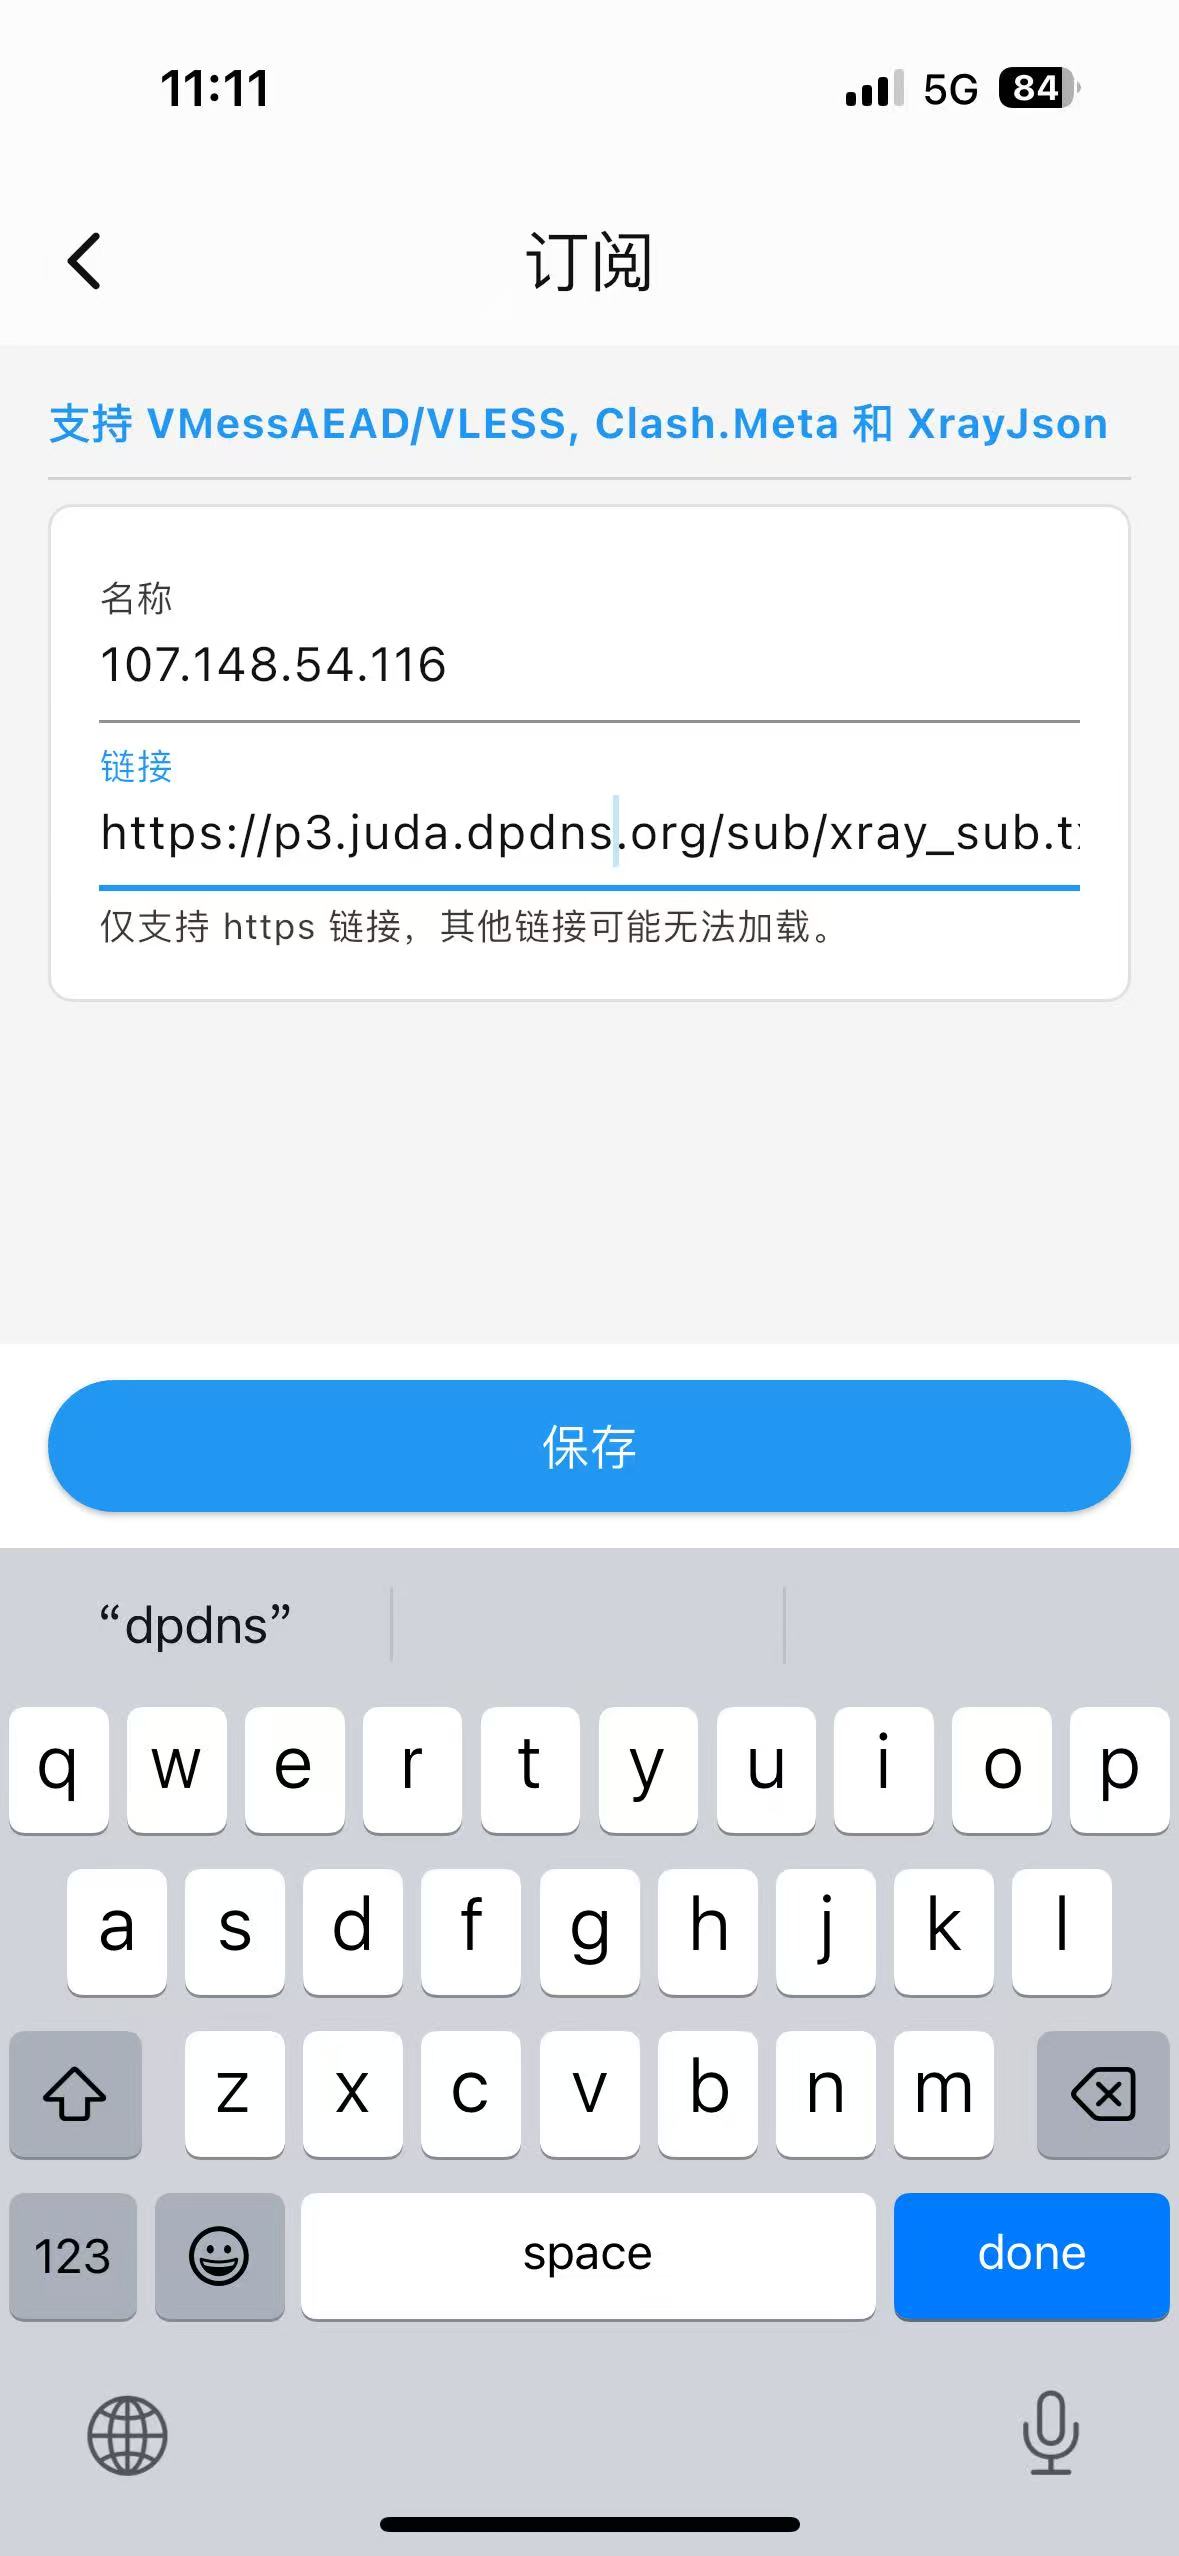 11:11
5G 84
订阅
支持 VMessAEAD/VLESS, Clash.Meta 和 XrayJson
名称
107.148.54.116
链接
https://p3.juda.dpdns.org/sub/xray_sub.t
仅支持 https 链接，其他链接可能无法加载。
保存
“dpdns”
q w e r t y u i o p
a s d f g h j k l
z x c v b n m
123 space done